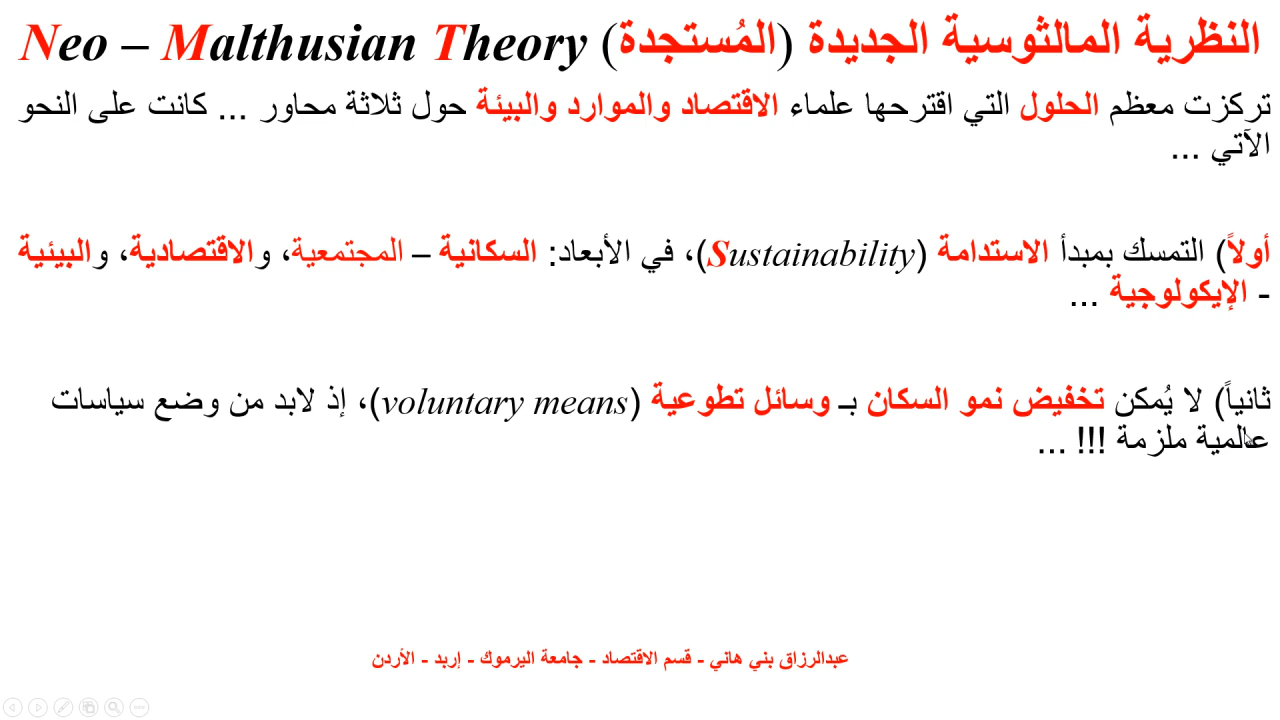 النظرية المالثوسية الجديدة (المُستجدة) Neo – Malthusian Theory
تركزت معظم الحلول التي اقترحها علماء الاقتصاد والموارد والبيئة حول ثلاثة محاور ... كانت على النحو
الآتي ...
أولاً) التمسك بمبدأ الاستدامة (Sustainability)، في الأبعاد: السكانية – المجتمعية، والاقتصادية، والبيئية
- الإيكولوجية ...
ثانياً) لا يُمكن تخفيض نمو السكان بـ وسائل تطوعية (voluntary means)، إذ لابد من وضع سياسات
عالمية ملزمة !!! ...
عبدالرزاق بني هاني - قسم الاقتصاد - جامعة اليرموك - إربد - الأردن